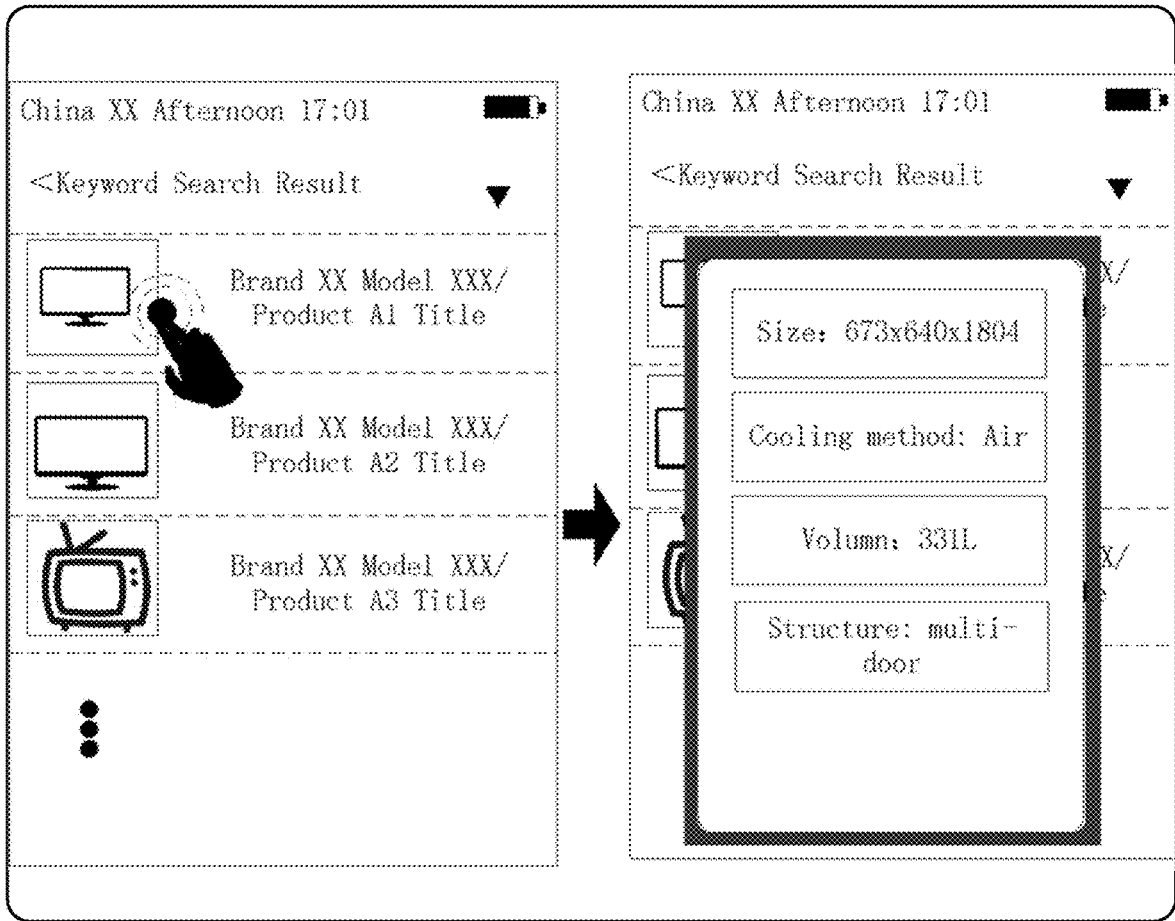 China XX Afternoon 17:01
<Keyword Search Result
Brand XX Model XXX/
Product A1 Title
Brand XX Model XXX/
Product A2 Title
Brand XX Model XXX/
Product A3 Title
China XX Afternoon 17:01
<Keyword Search Result
X/
Size: 673x640x1804
Cooling method: Air
Volumn: 331L
X/
Structure: multi-
door